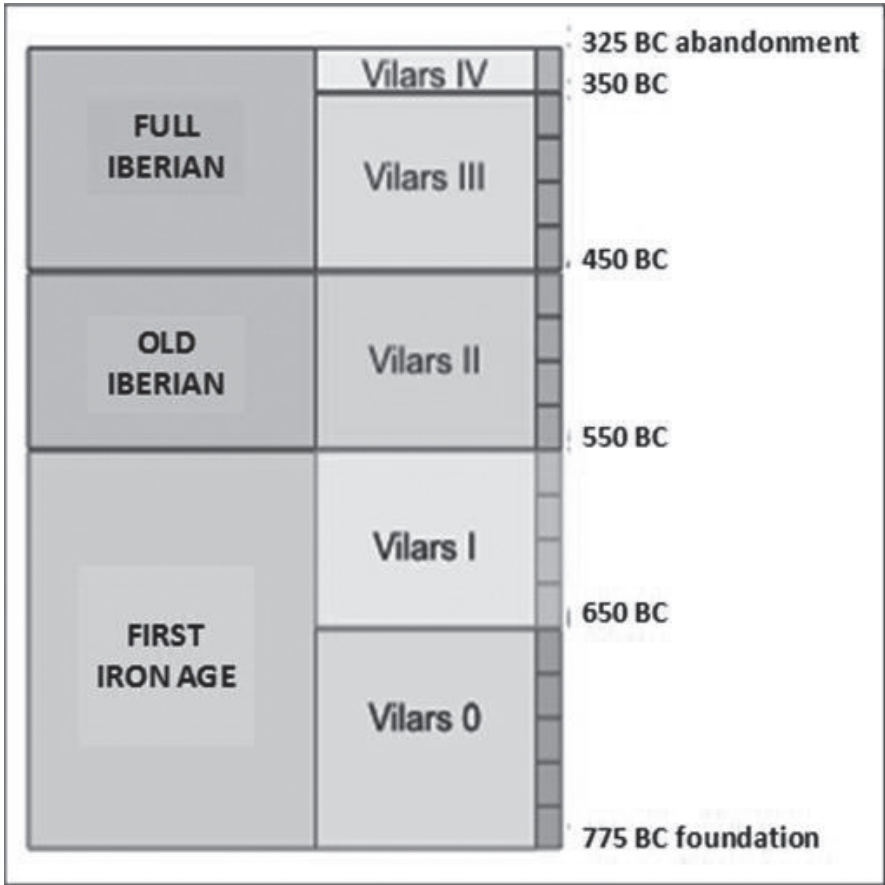 325 BC abandonment
Vilars IV
350 BC
FULL
IBERIAN
Vilars III
450 BC
OLD
IBERIAN
Vilars II
550 BC
Vilars I
650 BC
FIRST
IRON AGE
Vilars 0
775 BC foundation